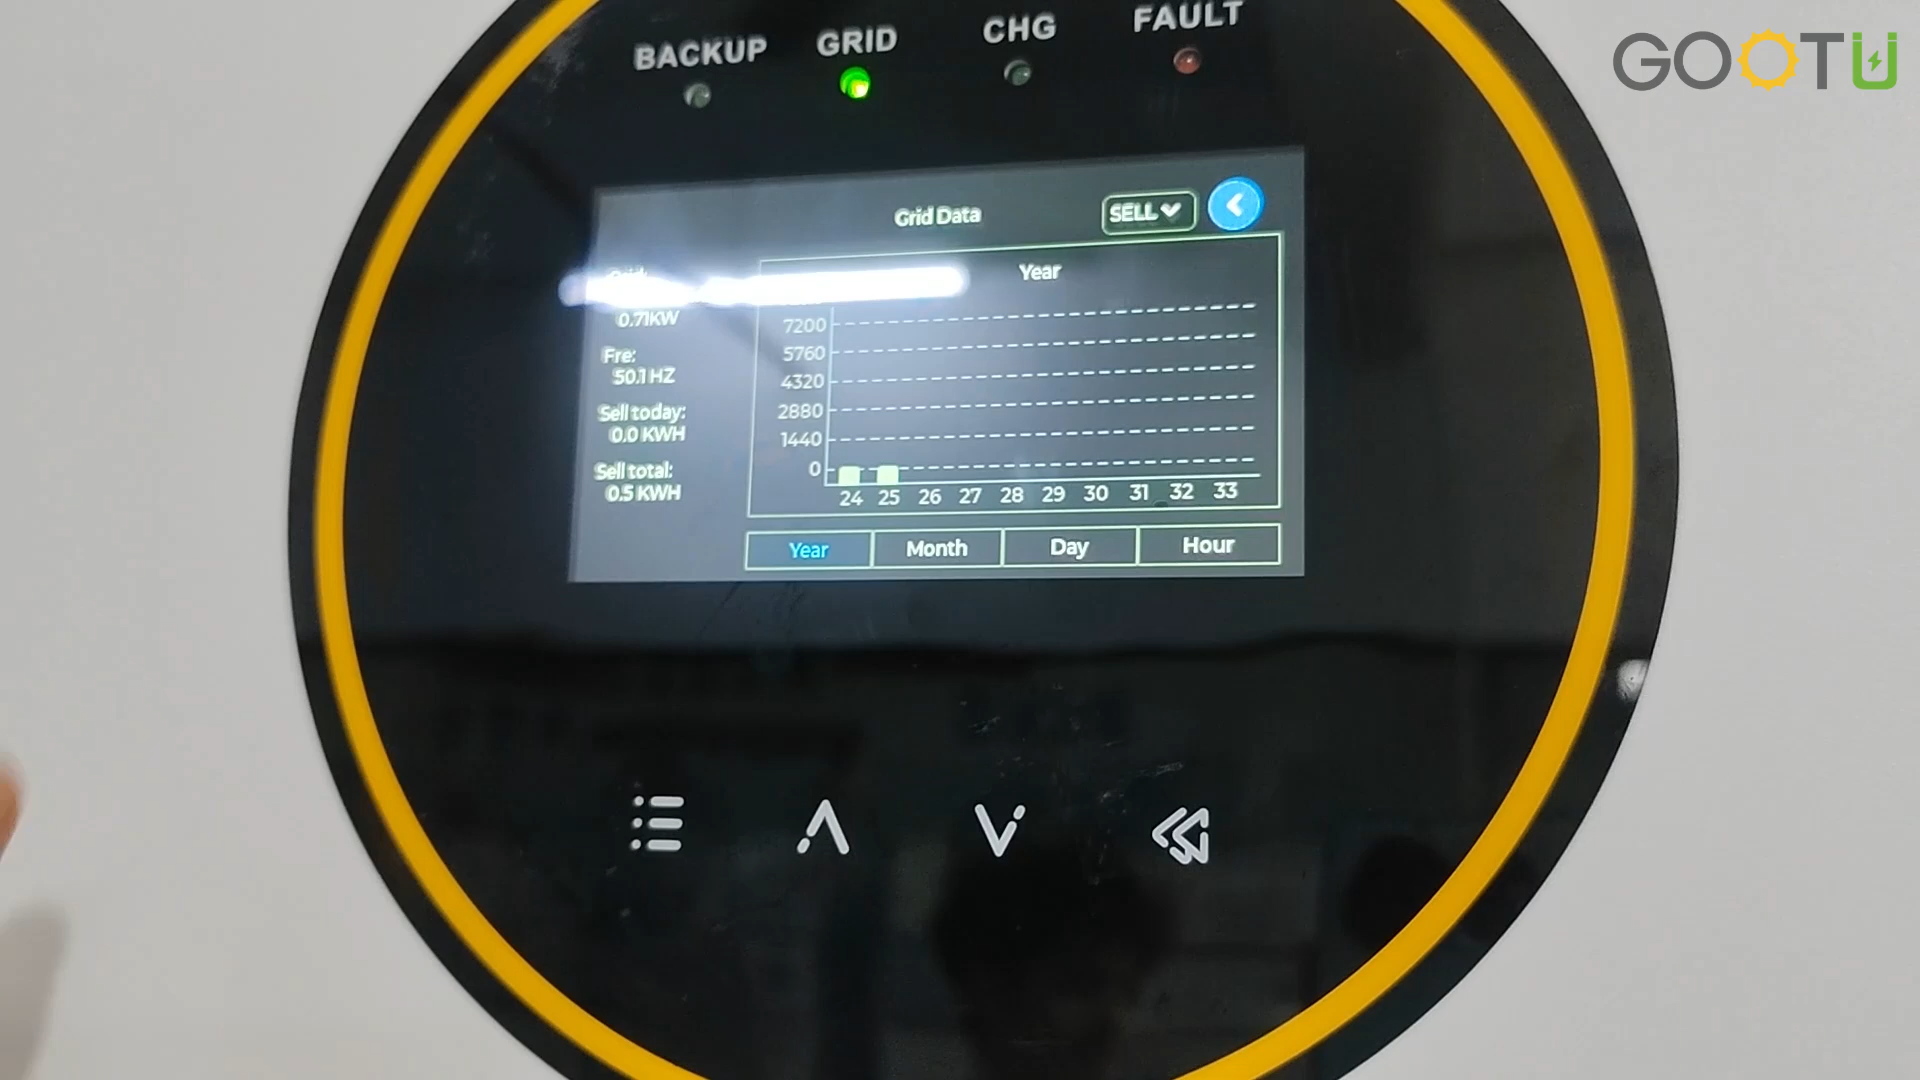 BACKUP GRID CHG FAULT
GOOTU
Grid Data
SELL
Year
0.71KW
Fre:
50.1 HZ
Sell today:
0.0 KWH
Sell total:
0.5 KWH
7200
5760
4320
2880
1440
0
24 25 26 27 28 29 30 31 32 33
Year Month Day Hour